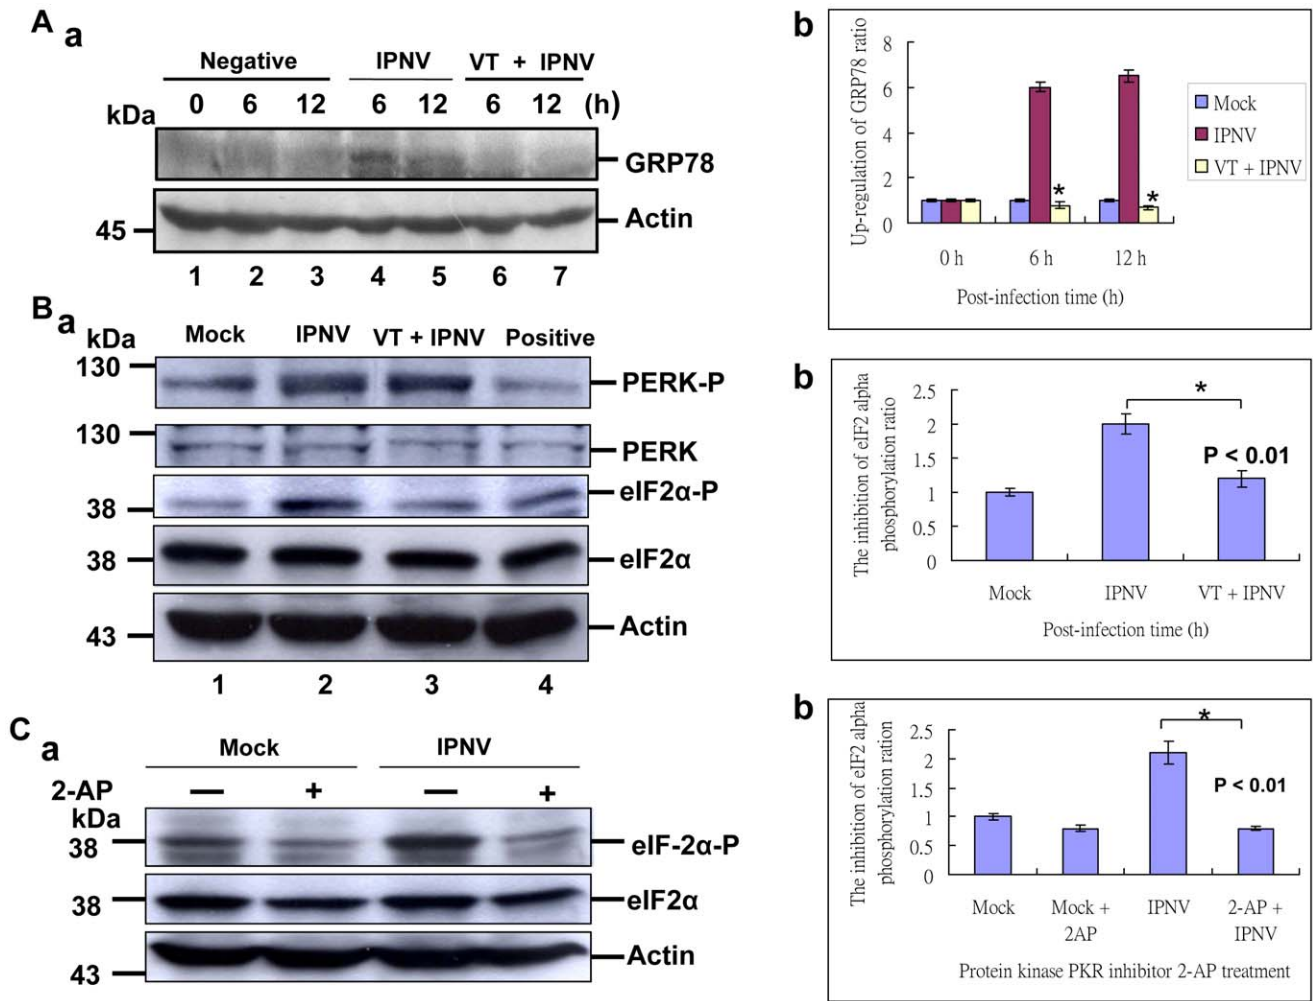 A a
Negative IPNV VT + IPNV
0 6 12 6 12 6 12 (h)
kDa
GRP78
Actin
45
1 2 3 4 5 6 7
b
Up-regulation of GRP78 ratio
8
6
4
2
0
* *
0 h 6 h 12 h
Post-infection time (h)
Mock
IPNV
VT + IPNV
B a
kDa Mock IPNV VT + IPNV Positive
130
PERK-P
130
PERK
eIF2α-P
38
38
eIF2α
43
Actin
1 2 3 4
b
The inhibition of eIF2 alpha
phosphorylation ratio
2.5
2
1.5
1
0.5
0
*
P < 0.01
Mock IPNV VT + IPNV
Post-infection time (h)
C a
Mock IPNV
2-AP — + — +
kDa
38
eIF-2α-P
38
eIF2α
Actin
43
b
The inhibition of eIF2 alpha
phosphorylation ration
2.5
2
1.5
1
0.5
0
*
P < 0.01
Mock Mock + IPNV 2-AP +
2AP IPNV
Protein kinase PKR inhibitor 2-AP treatment